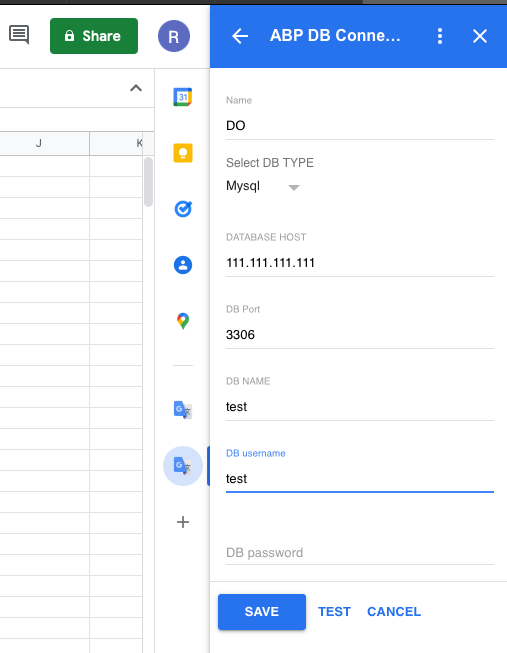 Share
R
ABP DB Conne...
31
J
K
Name
DO
Select DB TYPE
Mysql
DATABASE HOST
111.111.111.111
DB Port
3306
DB NAME
test
DB username
test
DB password
SAVE
TEST
CANCEL